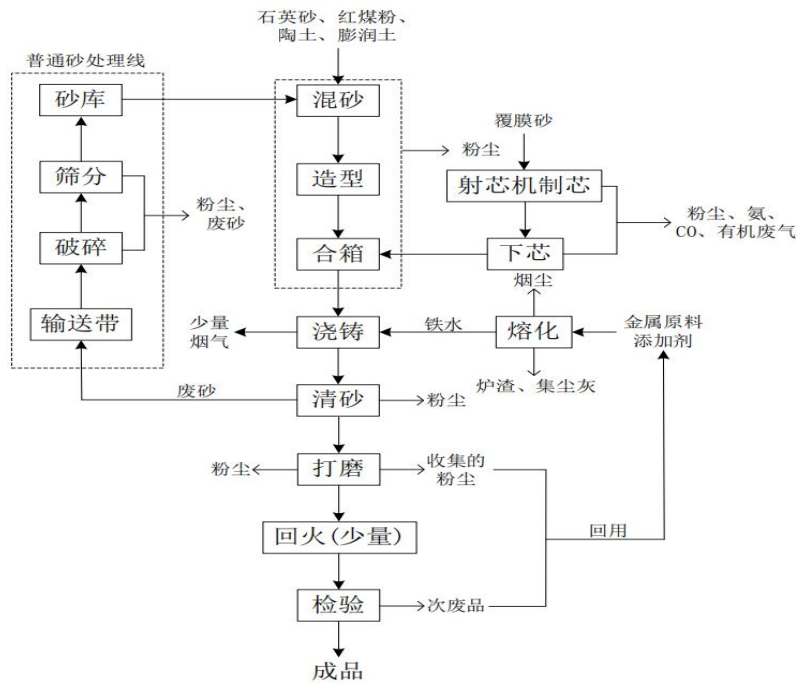 石英砂、红煤粉、
陶土、膨润土
普通砂处理线
砂库
混砂
覆膜砂
筛分
粉尘
造型
射芯机制芯
粉尘、
废砂
粉尘、氨、
CO、有机废气
破碎
合箱
下芯
烟尘
输送带
少量
烟气
浇铸
铁水
熔化
金属原料
添加剂
废砂
清砂
粉尘
炉渣、集尘灰
粉尘
打磨
收集的
粉尘
回火(少量)
回用
检验
次废品
成品